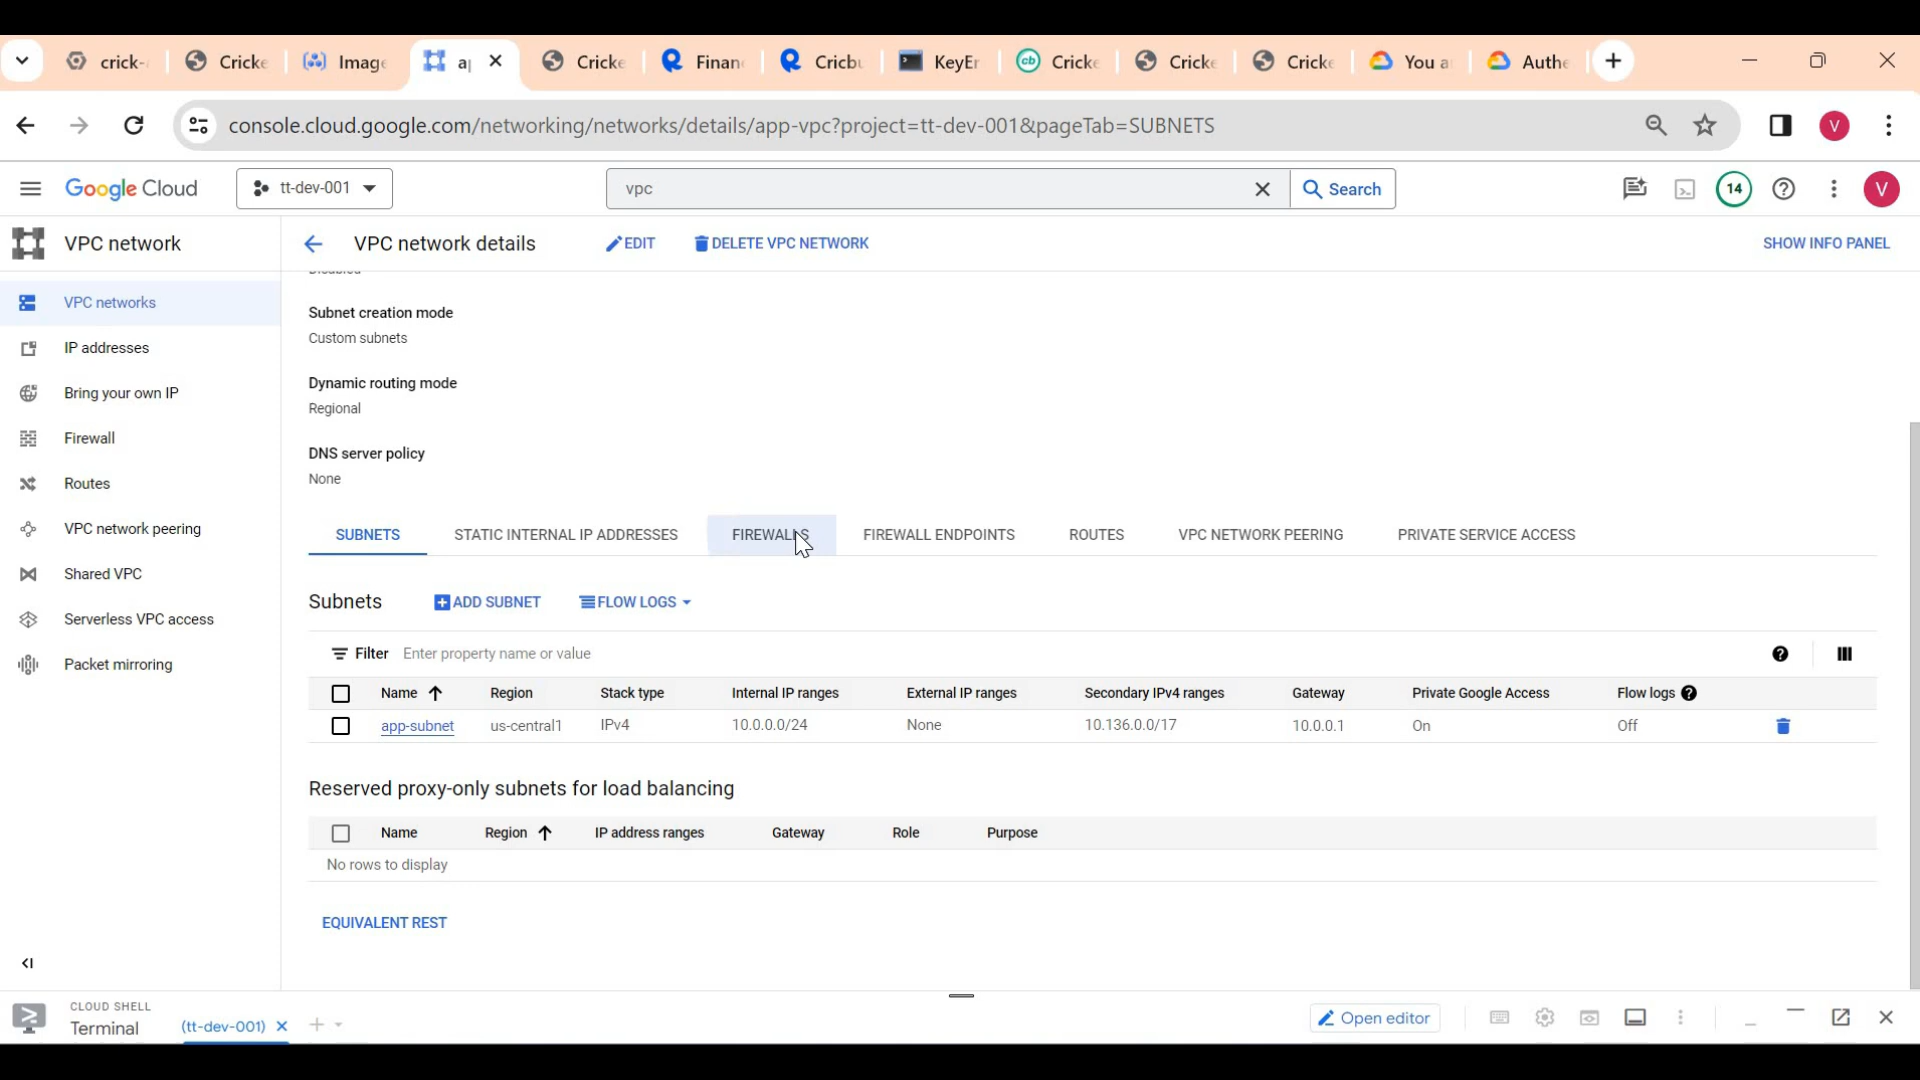 crick-
Cricke
Image
a
Cricke
Finan
Cricbu
KeyEr
cb
Cricke
Cricke
Cricke
You a
Authe
console.cloud.google.com/networking/networks/details/app-vpc?project=tt-dev-001&pageTab=SUBNETS
V
Google Cloud
tt-dev-001
vpc
Search
14
V
VPC network
VPC network details
EDIT
DELETE VPC NETWORK
SHOW INFO PANEL
VPC networks
IP addresses
Bring your own IP
Firewall
Routes
VPC network peering
Shared VPC
Serverless VPC access
Packet mirroring
Disabled
Subnet creation mode
Custom subnets
Dynamic routing mode
Regional
DNS server policy
None
SUBNETS STATIC INTERNAL IP ADDRESSES FIREWALLS FIREWALL ENDPOINTS ROUTES VPC NETWORK PEERING PRIVATE SERVICE ACCESS
Subnets ADD SUBNET FLOW LOGS
Filter Enter property name or value
Name Region Stack type Internal IP ranges External IP ranges Secondary IPv4 ranges Gateway Private Google Access Flow logs
app-subnet us-central1 IPv4 10.0.0.0/24 None 10.136.0.0/17 10.0.0.1 On Off
Reserved proxy-only subnets for load balancing
Name Region IP address ranges Gateway Role Purpose
No rows to display
EQUIVALENT REST
CLOUD SHELL
Terminal
(tt-dev-001)
Open editor